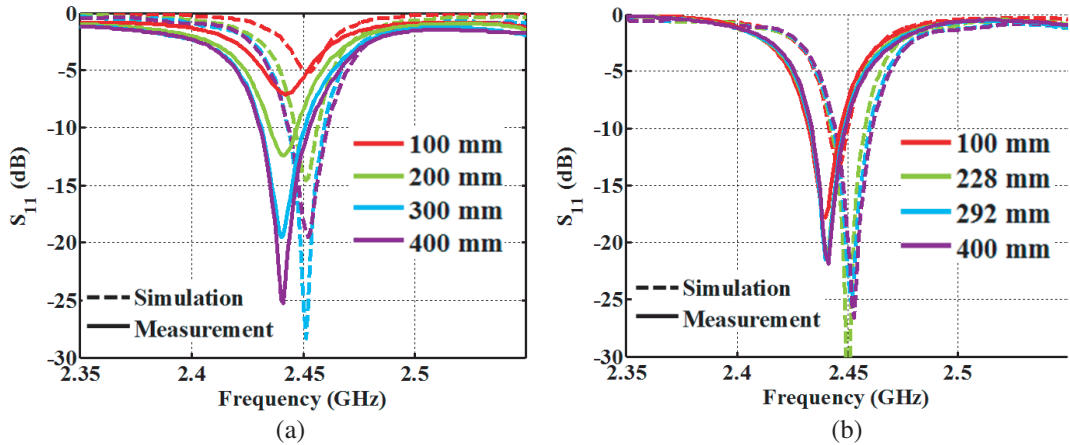 0
-5
-10
-15
-20
-25
-30
S11 (dB)
100 mm
200 mm
300 mm
400 mm
Simulation
Measurement
2.35 2.4 2.45 2.5
Frequency (GHz)
(a)
0
-5
-10
-15
-20
-25
-30
S11 (dB)
100 mm
228 mm
292 mm
400 mm
Simulation
Measurement
2.35 2.4 2.45 2.5
Frequency (GHz)
(b)